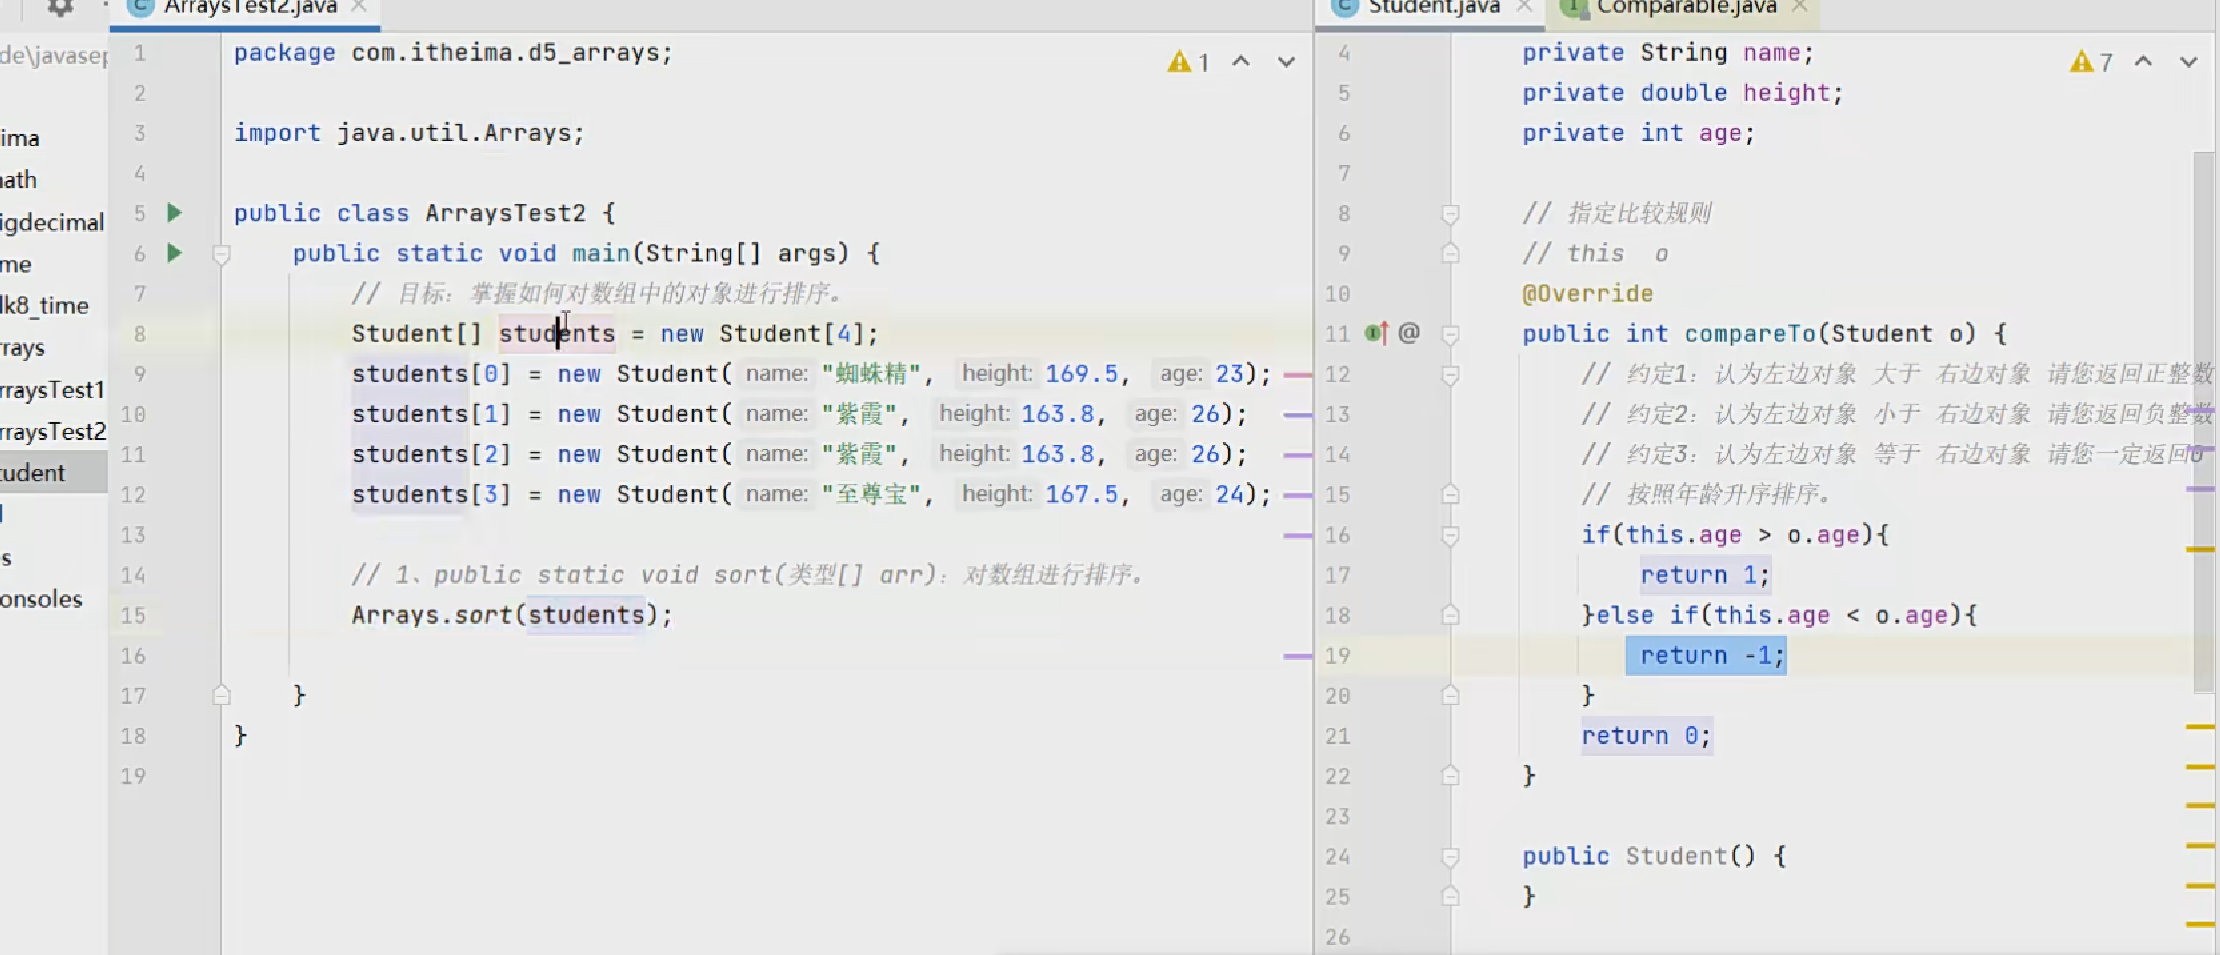 ArraysTest2.java
de\javasep
ima
math
igdecimal
me
dk8_time
rrays
rraysTest1
rraysTest2
tudent
s
onsoles
1 package com.itheima.d5_arrays;
2
3 import java.util.Arrays;
4
5 public class ArraysTest2 {
6 public static void main(String[] args) {
7 // 目标：掌握如何对数组中的对象进行排序。
8 Student[] students = new Student[4];
9 students[0] = new Student( name: "蜘蛛精", height: 169.5, age: 23);
10 students[1] = new Student( name: "紫霞", height: 163.8, age: 26);
11 students[2] = new Student( name: "紫霞", height: 163.8, age: 26);
12 students[3] = new Student( name: "至尊宝", height: 167.5, age: 24);
13
14 // 1、public static void sort(类型[] arr)：对数组进行排序。
15 Arrays.sort(students);
16
17 }
18 }
19
1
Student.java
Comparable.java
4 private String name;
5 private double height;
6 private int age;
7
8 // 指定比较规则
9 // this o
10 @Override
11 @ public int compareTo(Student o) {
12 // 约定1：认为左边对象 大于 右边对象 请您返回正整数
13 // 约定2：认为左边对象 小于 右边对象 请您返回负整数
14 // 约定3：认为左边对象 等于 右边对象 请您一定返回0
15 // 按照年龄升序排序。
16 if(this.age > o.age){
17 return 1;
18 }else if(this.age < o.age){
19 return -1;
20 }
21 return 0;
22 }
23
24 public Student() {
25 }
26
7